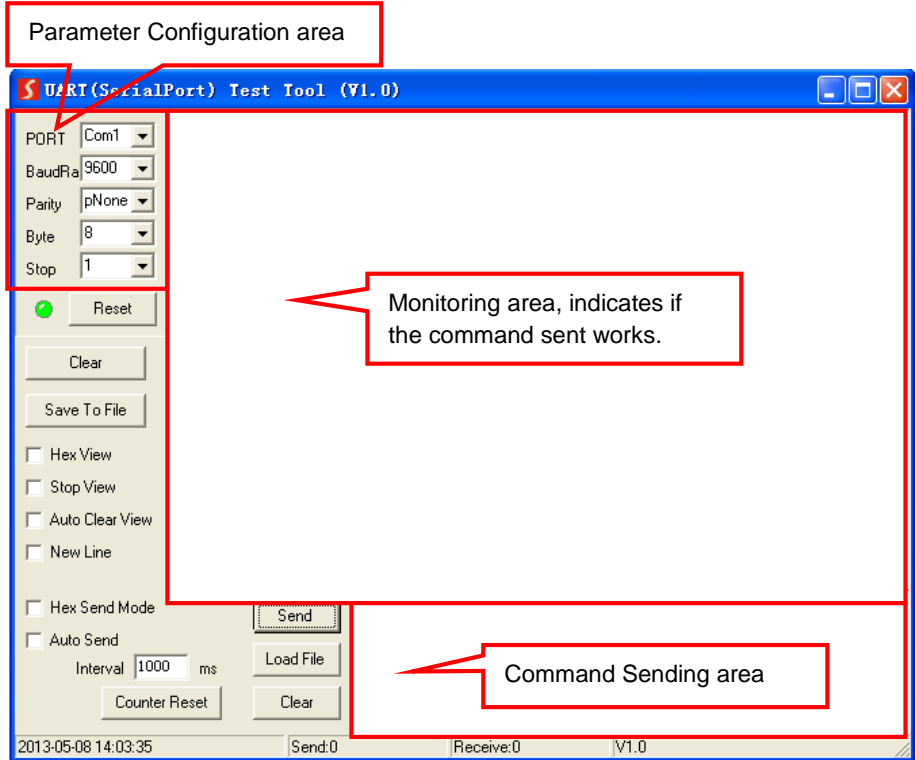 Parameter Configuration area
UART(SerialPort) Test Tool (V1.0)
PORT Com1
BaudRa 9600
Parity pNone
Byte 8
Stop 1
Reset
Monitoring area, indicates if
the command sent works.
Clear
Save To File
Hex View
Stop View
Auto Clear View
New Line
Hex Send Mode
Send
Auto Send
Interval 1000 ms
Load File
Command Sending area
Counter Reset
Clear
2013-05-08 14:03:35 Send:0 Receive:0 V1.0